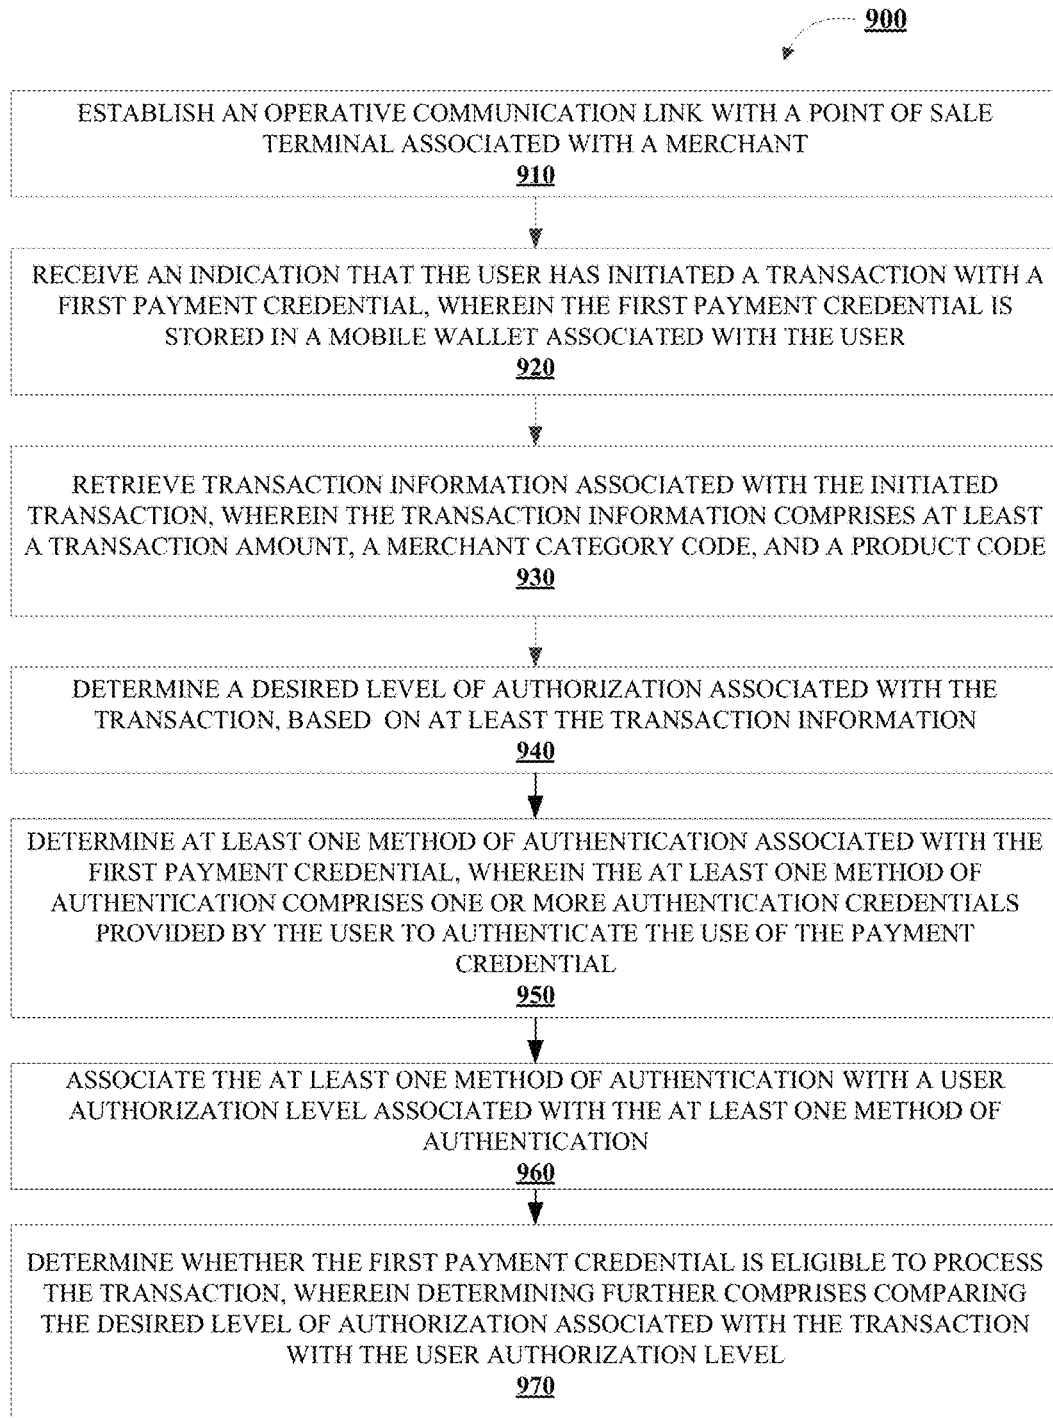 900
ESTABLISH AN OPERATIVE COMMUNICATION LINK WITH A POINT OF SALE
TERMINAL ASSOCIATED WITH A MERCHANT
910
RECEIVE AN INDICATION THAT THE USER HAS INITIATED A TRANSACTION WITH A
FIRST PAYMENT CREDENTIAL, WHEREIN THE FIRST PAYMENT CREDENTIAL IS
STORED IN A MOBILE WALLET ASSOCIATED WITH THE USER
920
RETRIEVE TRANSACTION INFORMATION ASSOCIATED WITH THE INITIATED
TRANSACTION, WHEREIN THE TRANSACTION INFORMATION COMPRISES AT LEAST
A TRANSACTION AMOUNT, A MERCHANT CATEGORY CODE, AND A PRODUCT CODE
930
DETERMINE A DESIRED LEVEL OF AUTHORIZATION ASSOCIATED WITH THE
TRANSACTION, BASED ON AT LEAST THE TRANSACTION INFORMATION
940
DETERMINE AT LEAST ONE METHOD OF AUTHENTICATION ASSOCIATED WITH THE
FIRST PAYMENT CREDENTIAL, WHEREIN THE AT LEAST ONE METHOD OF
AUTHENTICATION COMPRISES ONE OR MORE AUTHENTICATION CREDENTIALS
PROVIDED BY THE USER TO AUTHENTICATE THE USE OF THE PAYMENT
CREDENTIAL
950
ASSOCIATE THE AT LEAST ONE METHOD OF AUTHENTICATION WITH A USER
AUTHORIZATION LEVEL ASSOCIATED WITH THE AT LEAST ONE METHOD OF
AUTHENTICATION
960
DETERMINE WHETHER THE FIRST PAYMENT CREDENTIAL IS ELIGIBLE TO PROCESS
THE TRANSACTION, WHEREIN DETERMINING FURTHER COMPRISES COMPARING
THE DESIRED LEVEL OF AUTHORIZATION ASSOCIATED WITH THE TRANSACTION
WITH THE USER AUTHORIZATION LEVEL
970